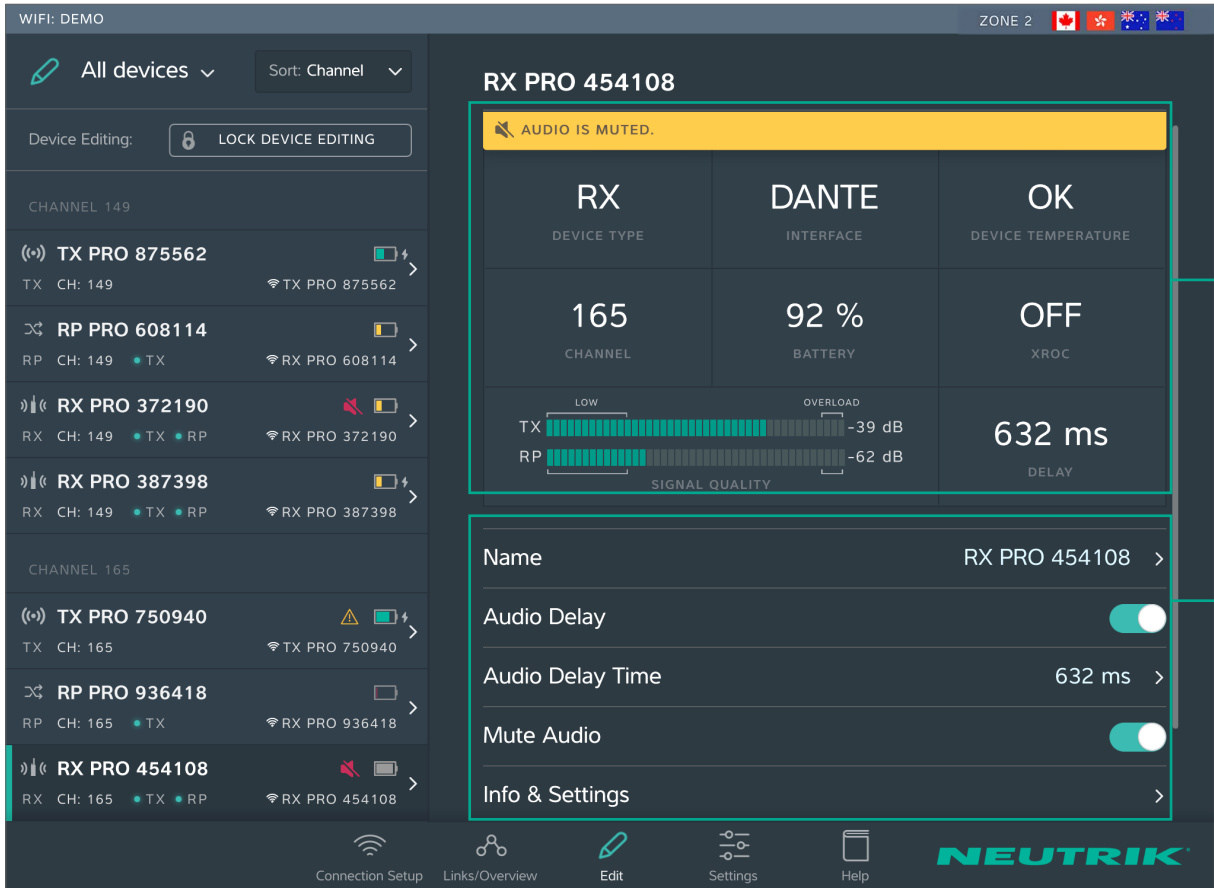 WIFI: DEMO
ZONE 2
All devices
Sort: Channel
Device Editing:
LOCK DEVICE EDITING
CHANNEL 149
TX PRO 875562
TX CH: 149 TX PRO 875562
RP PRO 608114
RP CH: 149 TX RX PRO 608114
RX PRO 372190
RX CH: 149 TX RP RX PRO 372190
RX PRO 387398
RX CH: 149 TX RP RX PRO 387398
CHANNEL 165
TX PRO 750940
TX CH: 165 TX PRO 750940
RP PRO 936418
RP CH: 165 TX RX PRO 936418
RX PRO 454108
RX CH: 165 TX RP RX PRO 454108
RX PRO 454108
AUDIO IS MUTED.
RX DANTE OK
DEVICE TYPE INTERFACE DEVICE TEMPERATURE
165 92 % OFF
CHANNEL BATTERY XROC
LOW OVERLOAD
TX -39 dB
RP -62 dB
SIGNAL QUALITY
632 ms
DELAY
Name RX PRO 454108
Audio Delay
Audio Delay Time 632 ms
Mute Audio
Info & Settings
Connection Setup Links/Overview Edit Settings Help
NEUTRIK